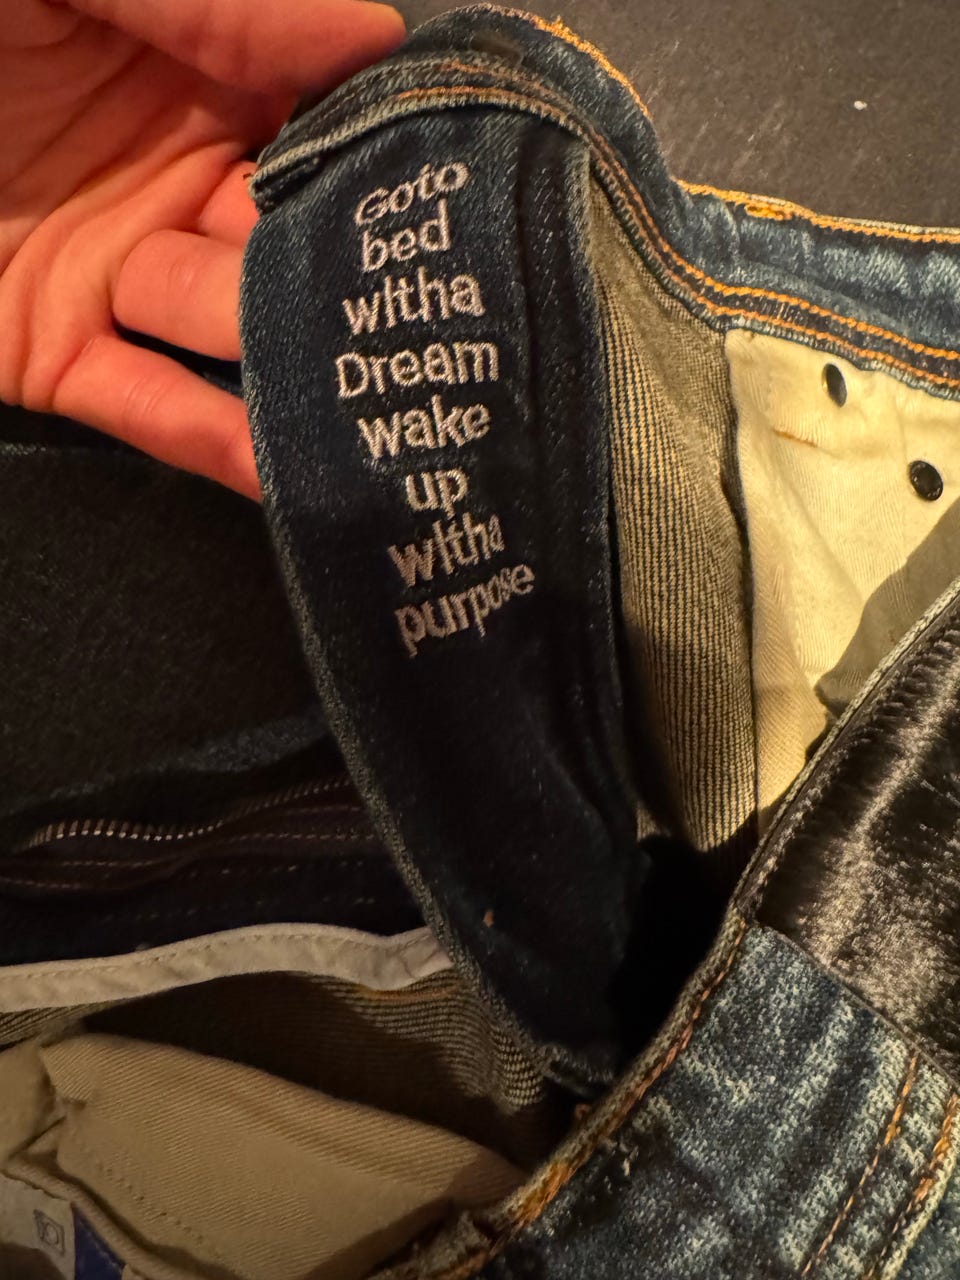 Goto
bed
wItha
Dream
wake
up
wItha
purpose